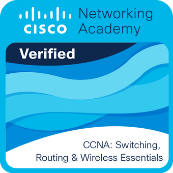 cisco
Networking
Academy
Verified
CCNA: Switching,
Routing & Wireless Essentials